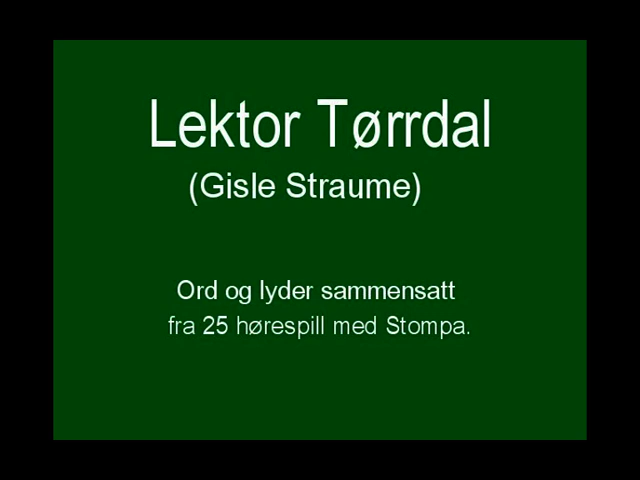 Lektor Tørrdal
(Gisle Straume)
Ord og lyder sammensatt
fra 25 hørespill med Stompa.